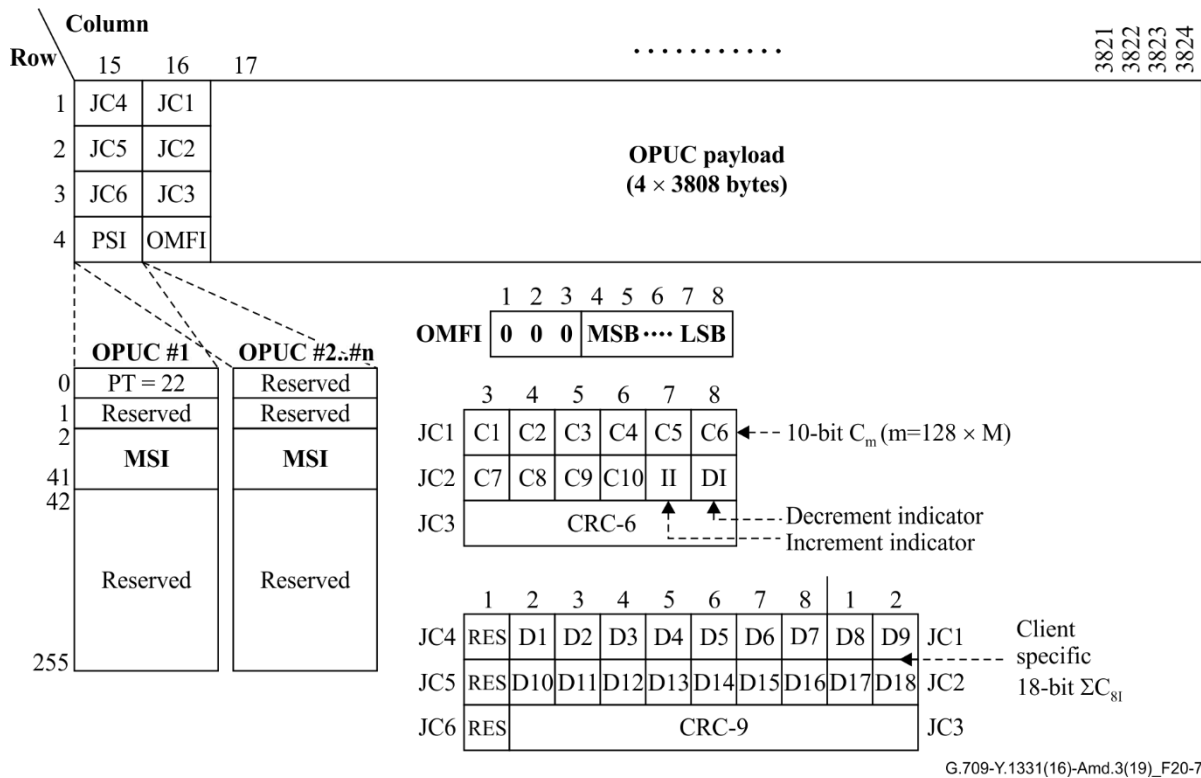 Column
Row
15 16 17 ........... 3821 3822 3823 3824
1 JC4 JC1
2 JC5 JC2
3 JC6 JC3
4 PSI OMFI
OPUC payload
(4 × 3808 bytes)
1 2 3 4 5 6 7 8
OMFI 0 0 0 MSB ···· LSB
OPUC #1 OPUC #2..#n
0 PT = 22 Reserved
1 Reserved Reserved
2
MSI MSI
41
42
Reserved Reserved
255
3 4 5 6 7 8
JC1 C1 C2 C3 C4 C5 C6 10-bit Cₘ (m=128 × M)
JC2 C7 C8 C9 C10 II DI
JC3 CRC-6
Decrement indicator
Increment indicator
1 2 3 4 5 6 7 8 1 2
JC4 RES D1 D2 D3 D4 D5 D6 D7 D8 D9 JC1
JC5 RES D10 D11 D12 D13 D14 D15 D16 D17 D18 JC2
JC6 RES CRC-9 JC3
Client
specific
18-bit ΣC8I
G.709-Y.1331(16)-Amd.3(19)_F20-7